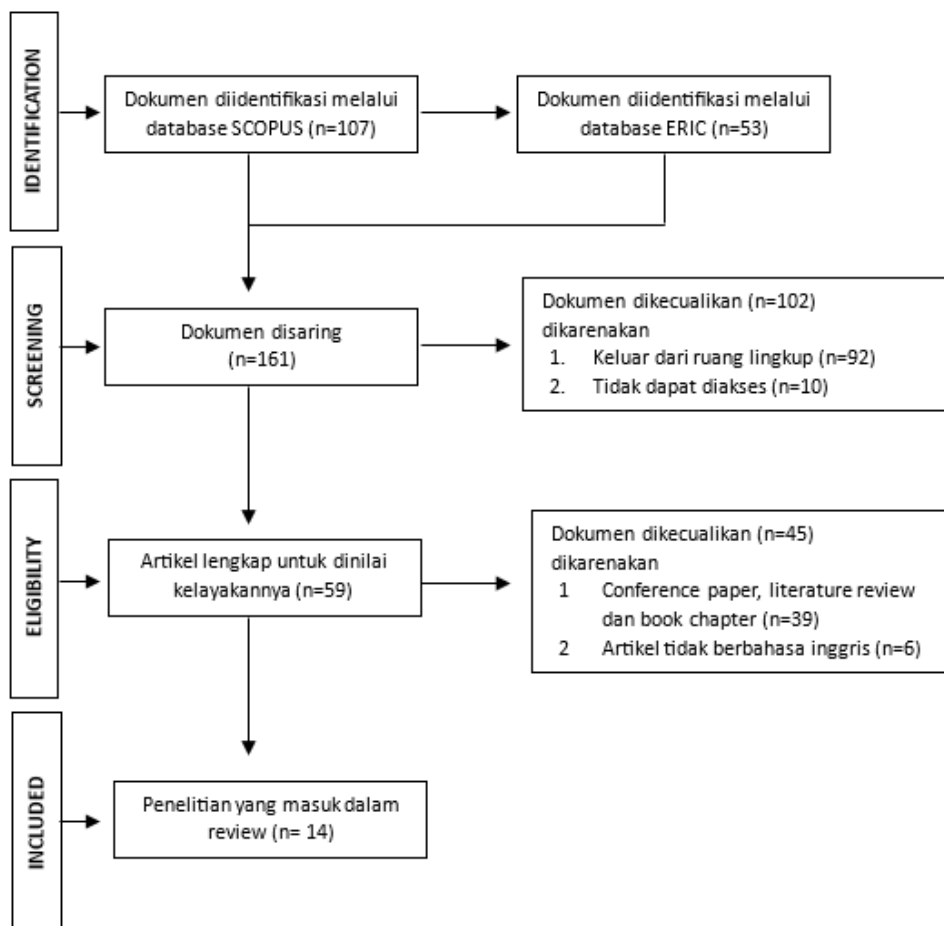 IDENTIFICATION
Dokumen diidentifikasi melalui
database SCOPUS (n=107)
Dokumen diidentifikasi melalui
database ERIC (n=53)
SCREENING
Dokumen disaring
(n=161)
Dokumen dikecualikan (n=102)
dikarenakan
1. Keluar dari ruang lingkup (n=92)
2. Tidak dapat diakses (n=10)
ELIGIBILITY
Artikel lengkap untuk dinilai
kelayakannya (n=59)
Dokumen dikecualikan (n=45)
dikarenakan
1 Conference paper, literature review
dan book chapter (n=39)
2 Artikel tidak berbahasa inggris (n=6)
INCLUDED
Penelitian yang masuk dalam
review (n= 14)